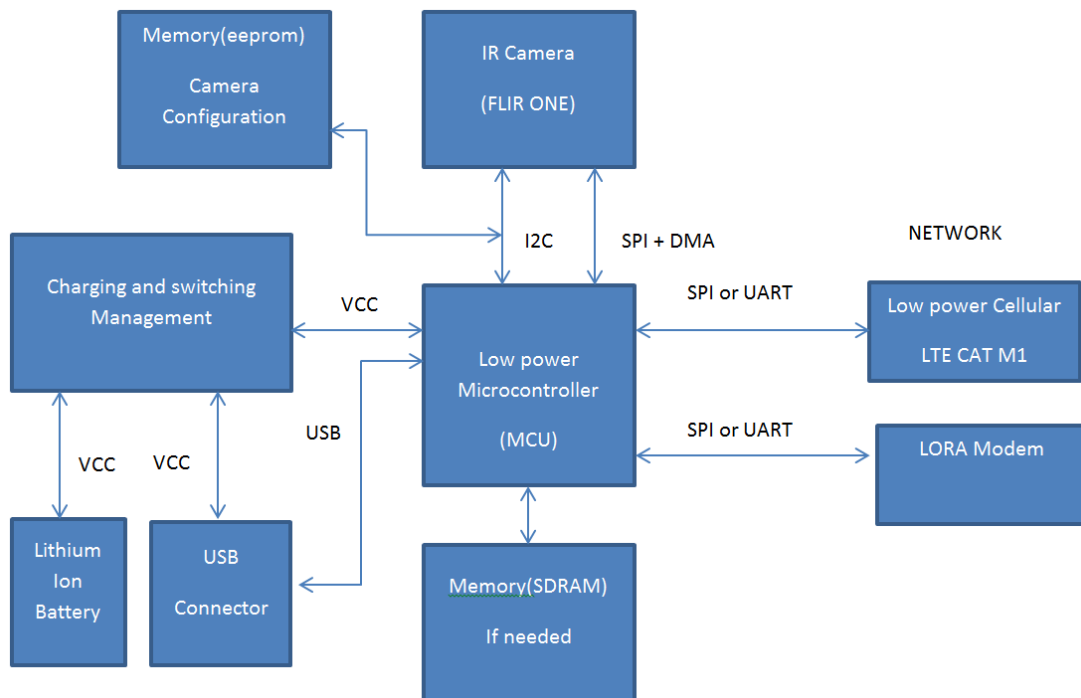 Memory(eeprom)
Camera
Configuration
IR Camera
(FLIR ONE)
I2C
SPI + DMA
NETWORK
Charging and switching
Management
VCC
SPI or UART
Low power Cellular
LTE CAT M1
Low power
Microcontroller
(MCU)
USB
SPI or UART
LORA Modem
VCC
VCC
Lithium
Ion
Battery
USB
Connector
Memory(SDRAM)
If needed